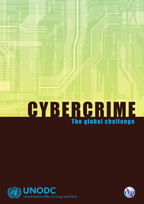 CYBERCRIME
The global challenge
UNODC
United Nations Office on Drugs and Crime